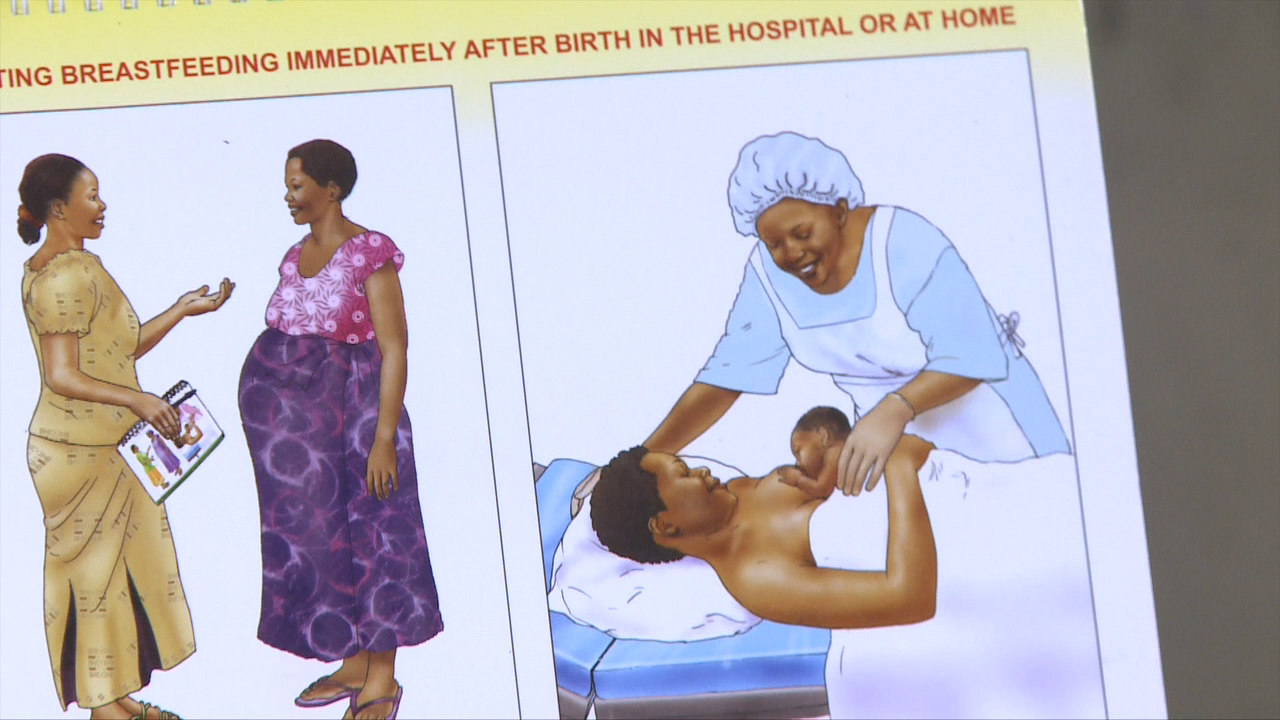 TING BREASTFEEDING IMMEDIATELY AFTER BIRTH IN THE HOSPITAL OR AT HOME